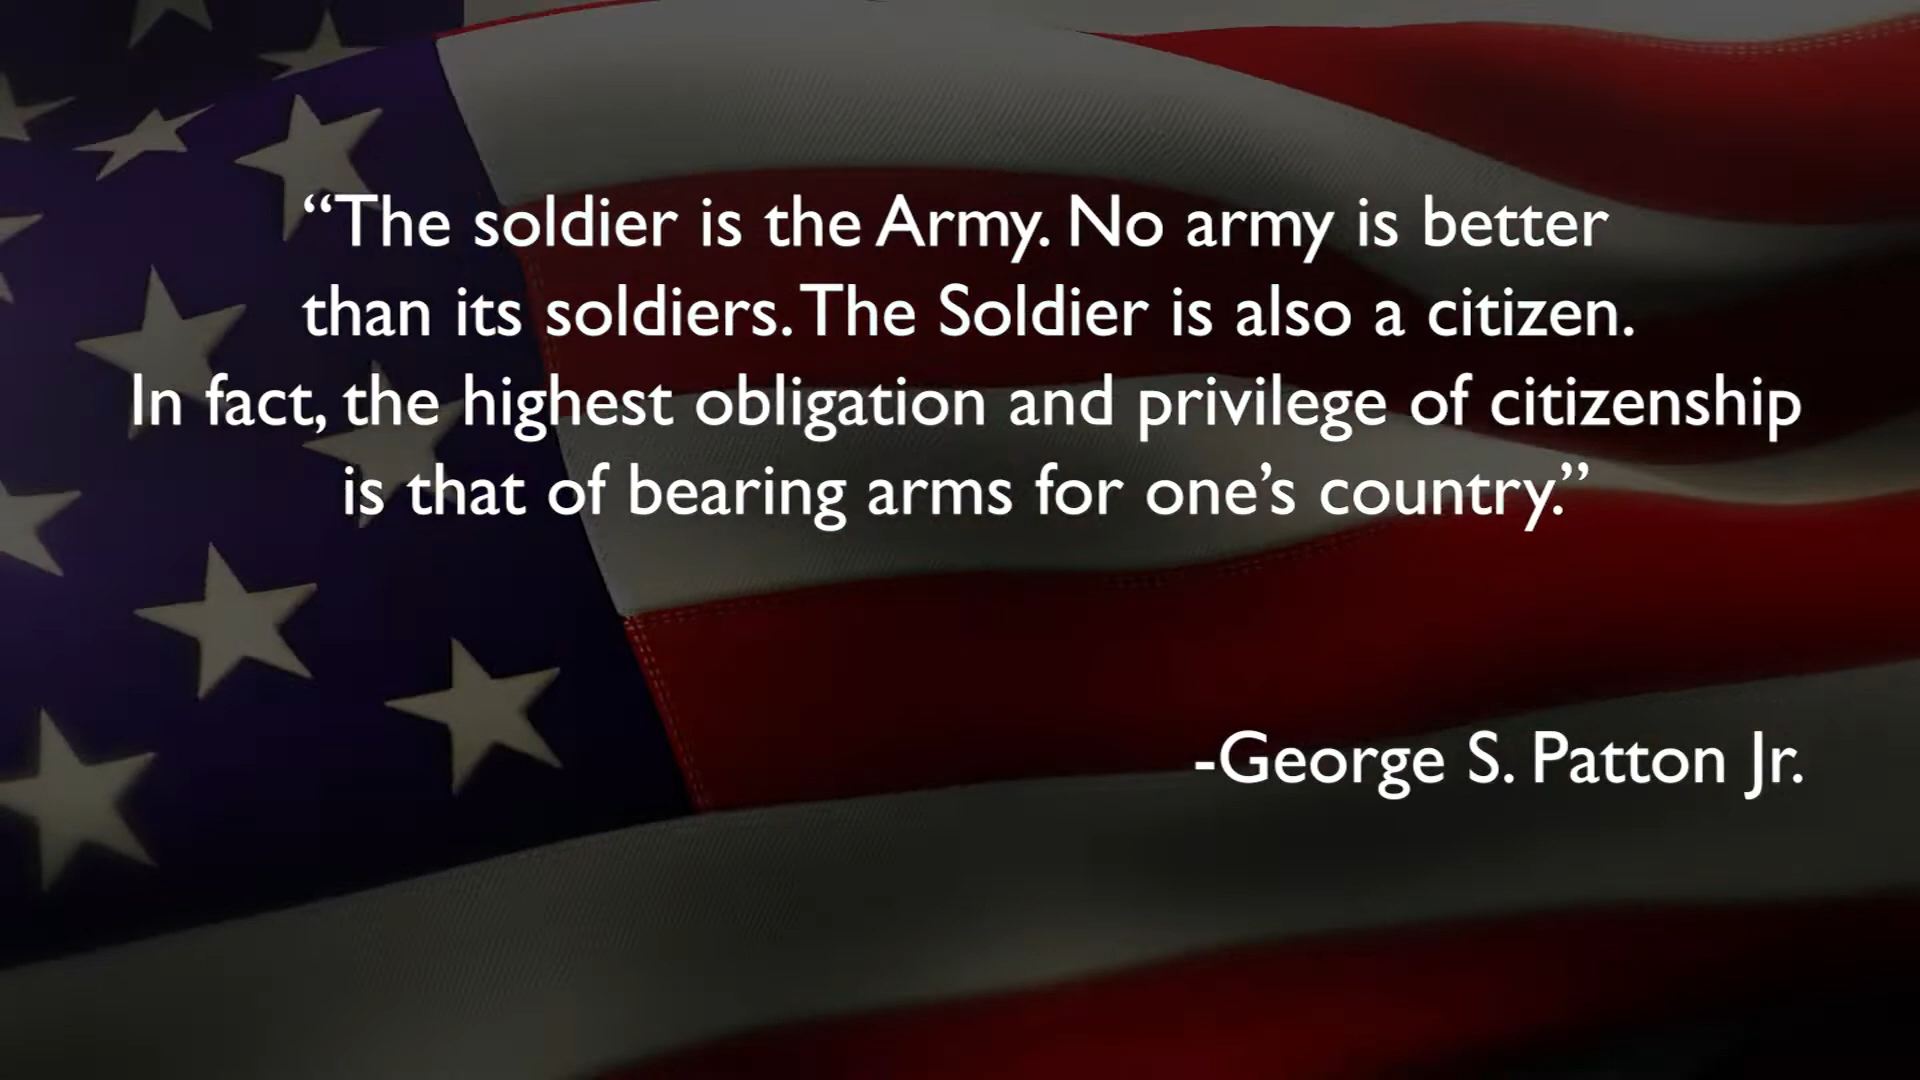 “The soldier is the Army. No army is better
than its soldiers. The Soldier is also a citizen.
In fact, the highest obligation and privilege of citizenship
is that of bearing arms for one’s country.”
-George S. Patton Jr.